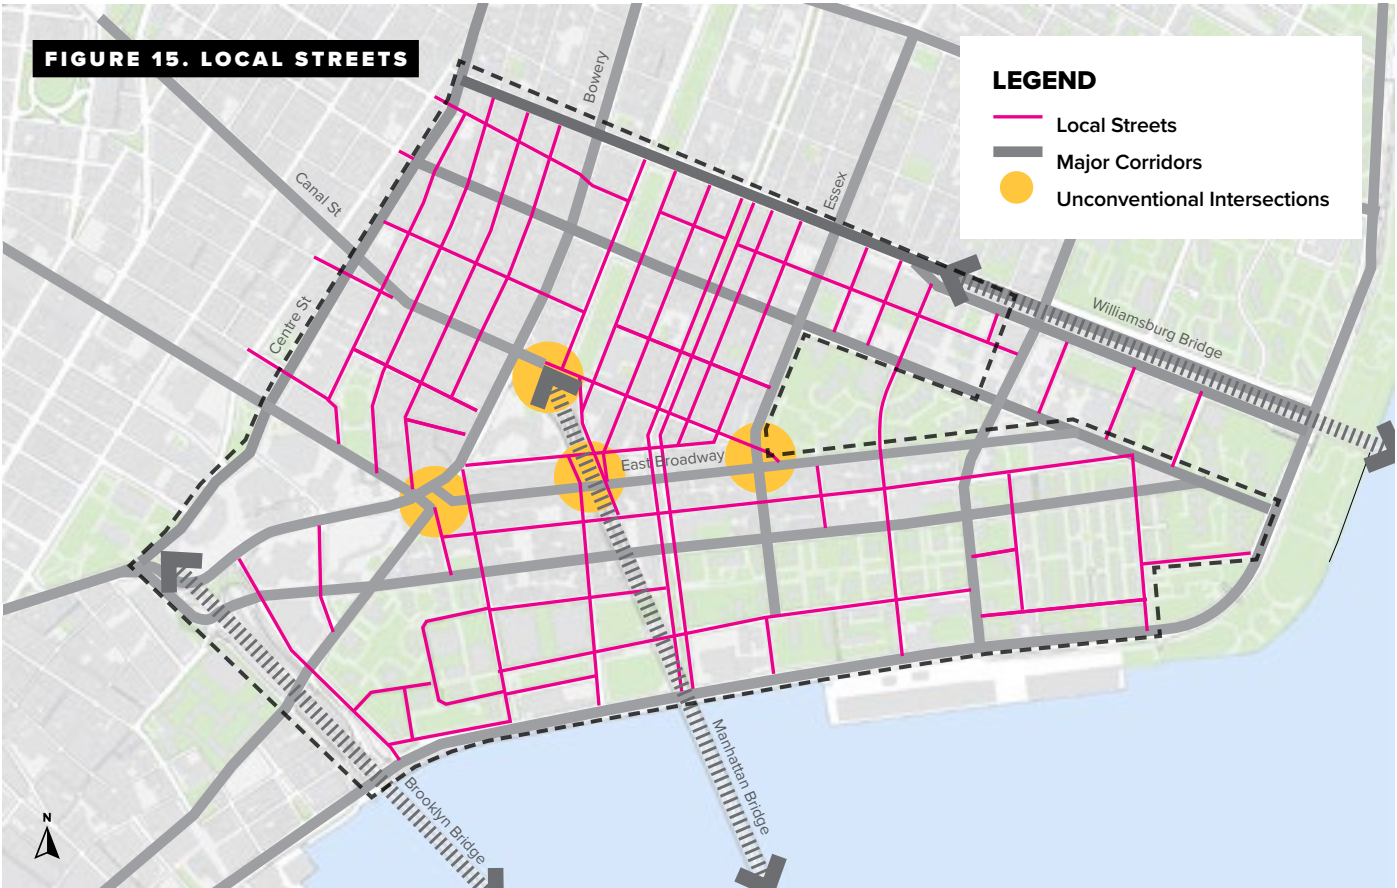 FIGURE 15. LOCAL STREETS
LEGEND
Local Streets
Major Corridors
Unconventional Intersections
Bowery
Essex
Canal St
Centre St
Williamsburg Bridge
East Broadway
Manhattan Bridge
Brooklyn Bridge
N